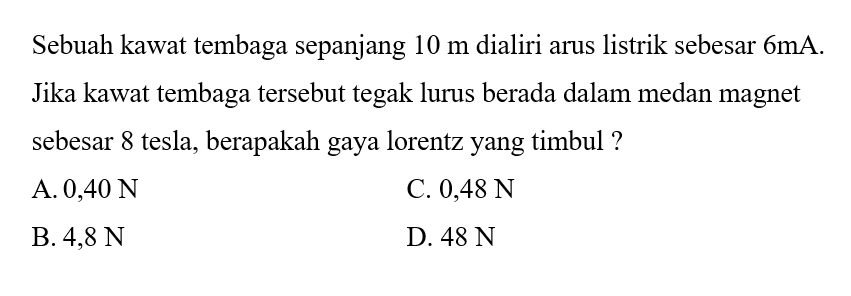 Sebuah kawat tembaga sepanjang 10 m dialiri arus listrik sebesar 6mA.
Jika kawat tembaga tersebut tegak lurus berada dalam medan magnet
sebesar 8 tesla, berapakah gaya lorentz yang timbul ?
A. 0,40 N C. 0,48 N
B. 4,8 N D. 48 N